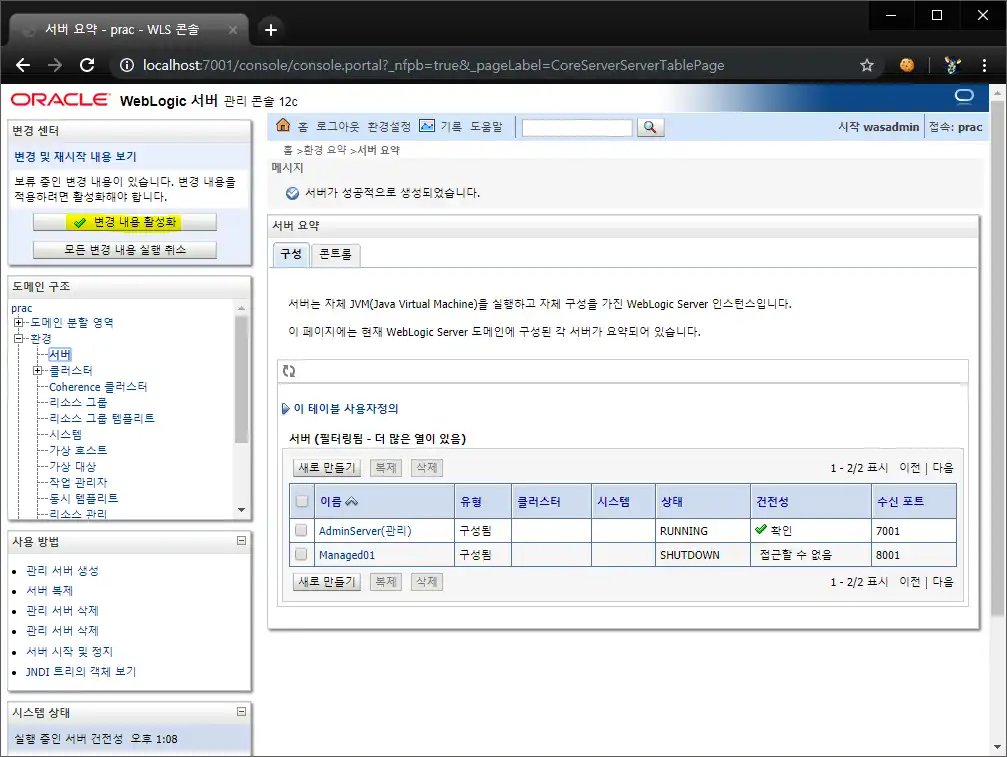 서버 요약 - prac - WLS 콘솔
localhost:7001/console/console.portal?_nfpb=true&_pageLabel=CoreServerServerTablePage
ORACLE WebLogic 서버 관리 콘솔 12c
변경 센터
변경 및 재시작 내용 보기
보류 중인 변경 내용이 있습니다. 변경 내용을
적용하려면 활성화해야 합니다.
변경 내용 활성화
모든 변경 내용 실행 취소
도메인 구조
prac
도메인 분할 영역
환경
서버
클러스터
Coherence 클러스터
리소스 그룹
리소스 그룹 템플리트
시스템
가상 호스트
가상 대상
작업 관리자
동시 템플리트
리소스 관리
사용 방법
관리 서버 생성
서버 복제
관리 서버 삭제
관리 서버 삭제
서버 시작 및 정지
JNDI 트리의 객체 보기
시스템 상태
실행 중인 서버 건전성 오후 1:08
홈 로그아웃 환경설정 기록 도움말
시작 wasadmin 접속: prac
홈 >환경 요약 >서버 요약
메시지
서버가 성공적으로 생성되었습니다.
서버 요약
구성 콘트롤
서버는 자체 JVM(Java Virtual Machine)을 실행하고 자체 구성을 가진 WebLogic Server 인스턴스입니다.
이 페이지에는 현재 WebLogic Server 도메인에 구성된 각 서버가 요약되어 있습니다.
이 테이블 사용자정의
서버 (필터링됨 - 더 많은 열이 있음)
새로 만들기 복제 삭제 1 - 2/2 표시 이전 | 다음
이름 유형 클러스터 시스템 상태 건전성 수신 포트
AdminServer(관리) 구성됨 RUNNING 확인 7001
Managed01 구성됨 SHUTDOWN 접근할 수 없음 8001
새로 만들기 복제 삭제 1 - 2/2 표시 이전 | 다음